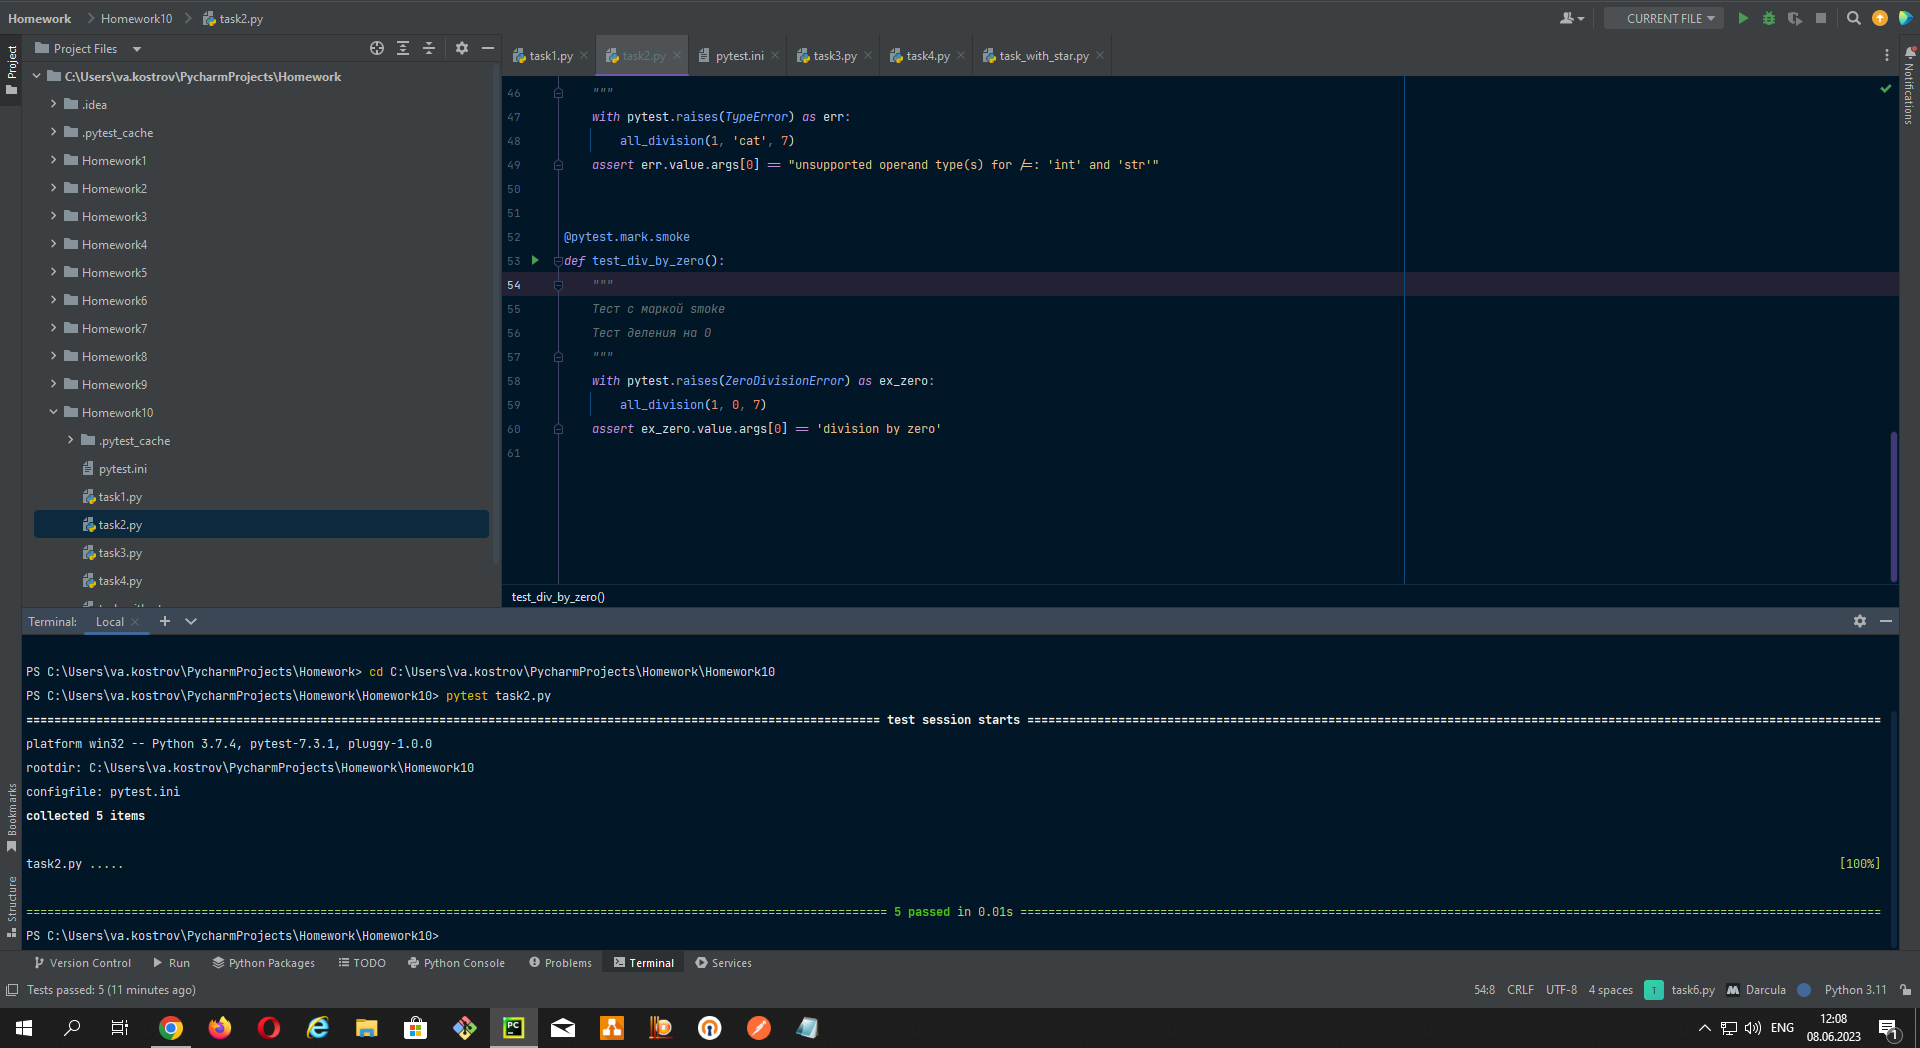 Homework Homework10 task2.py CURRENT FILE
Project Files
task1.py task2.py pytest.ini task3.py task4.py task_with_star.py
Project
Notifications
C:\Users\va.kostrov\PycharmProjects\Homework
.idea
.pytest_cache
Homework1
Homework2
Homework3
Homework4
Homework5
Homework6
Homework7
Homework8
Homework9
Homework10
.pytest_cache
pytest.ini
task1.py
task2.py
task3.py
task4.py
46 """
47 with pytest.raises(TypeError) as err:
48 all_division(1, 'cat', 7)
49 assert err.value.args[0] == "unsupported operand type(s) for /=: 'int' and 'str'"
50
51
52 @pytest.mark.smoke
53 def test_div_by_zero():
54 """
55 Тест с маркой smoke
56 Тест деления на 0
57 """
58 with pytest.raises(ZeroDivisionError) as ex_zero:
59 all_division(1, 0, 7)
60 assert ex_zero.value.args[0] == 'division by zero'
61
test_div_by_zero()
Terminal: Local
PS C:\Users\va.kostrov\PycharmProjects\Homework> cd C:\Users\va.kostrov\PycharmProjects\Homework\Homework10
PS C:\Users\va.kostrov\PycharmProjects\Homework\Homework10> pytest task2.py
test session starts
platform win32 -- Python 3.7.4, pytest-7.3.1, pluggy-1.0.0
rootdir: C:\Users\va.kostrov\PycharmProjects\Homework\Homework10
configfile: pytest.ini
collected 5 items
task2.py ..... [100%]
5 passed in 0.01s
PS C:\Users\va.kostrov\PycharmProjects\Homework\Homework10>
Bookmarks
Structure
Version Control Run Python Packages TODO Python Console Problems Terminal Services
Tests passed: 5 (11 minutes ago) 54:8 CRLF UTF-8 4 spaces T task6.py M Darcula Python 3.11
PC ENG 12:08
08.06.2023 1